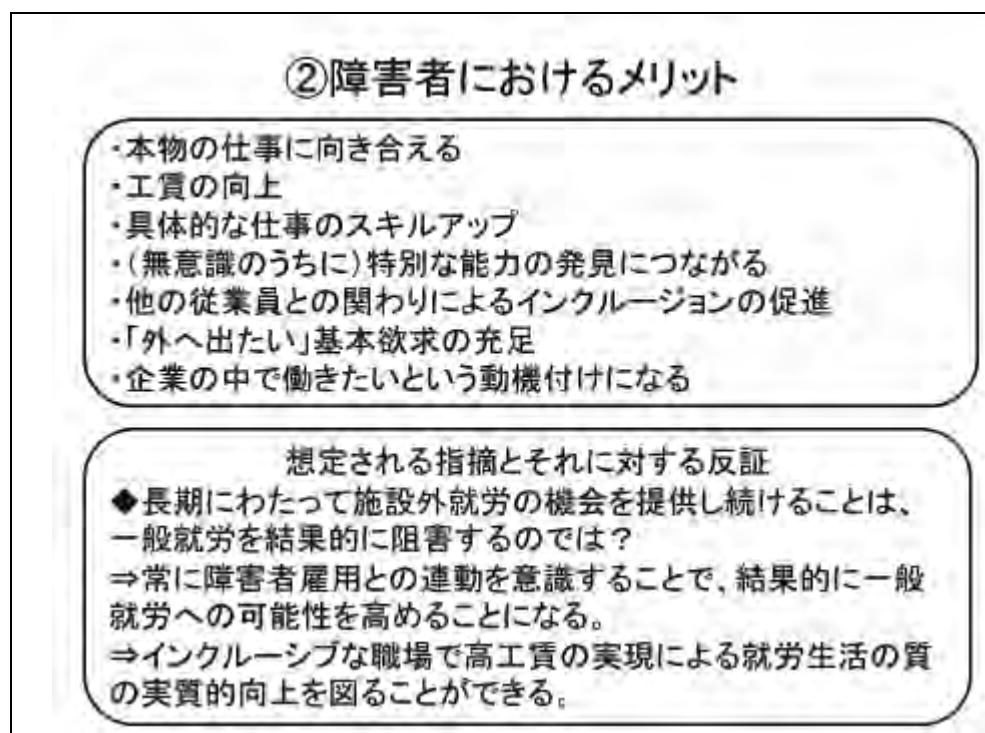 ②障害者におけるメリット
・本物の仕事に向き合える
・工賃の向上
・具体的な仕事のスキルアップ
・(無意識のうちに)特別な能力の発見につながる
・他の従業員との関わりによるインクルージョンの促進
・「外へ出たい」基本欲求の充足
・企業の中で働きたいという動機付けになる
想定される指摘とそれに対する反証
◆長期にわたって施設外就労の機会を提供し続けることは、
一般就労を結果的に阻害するのでは？
⇒常に障害者雇用との連動を意識することで、結果的に一般
就労への可能性を高めることになる。
⇒インクルーシブな職場で高工賃の実現による就労生活の質
の実質的向上を図ることができる。